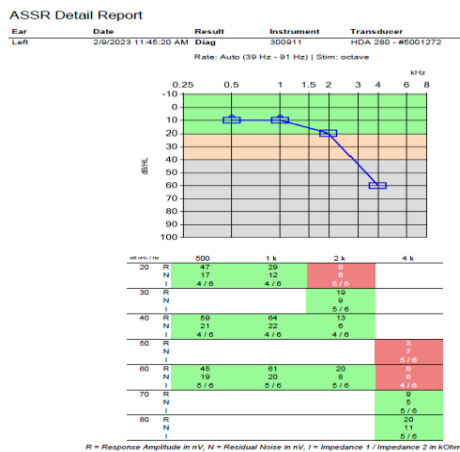 ASSR Detail Report
Ear Date Result Instrument Transducer
Left 2/9/2023 11:45:20 AM Diag 300911 HDA 280 - #5001272
Rate: Auto (39 Hz - 91 Hz) | Stim: octave
kHz
0.25 0.5 1 1.5 2 3 4 6 8
-10
0
10
20
30
40
50
60
70
80
90
100
dBHL
500 1 k 2 k 4 k
20 R 47 29 8
N 17 12 6
I 4 / 6 4 / 6 5 / 6
30 R 19
N 9
I 5 / 6
40 R 59 64 13
N 21 22 6
I 4 / 6 4 / 6 4 / 6
50 R 3
N 7
I 5 / 6
60 R 45 61 20 6
N 19 20 8 6
I 5 / 6 5 / 6 5 / 6 4 / 6
70 R 9
N 5
I 5 / 6
80 R 20
N 11
I 5 / 6
R = Response Amplitude in nV, N = Residual Noise in nV, I = Impedance 1 / Impedance 2 in kOhm